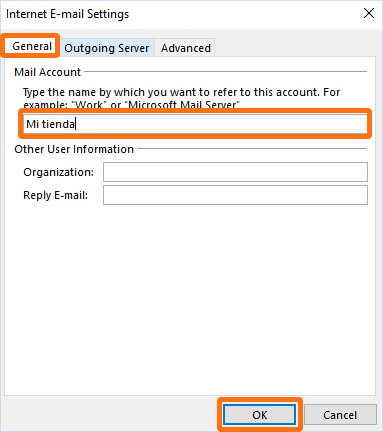 Internet E-mail Settings
General Outgoing Server Advanced
Mail Account
Type the name by which you want to refer to this account. For
example: "Work" or "Microsoft Mail Server"
Mi tienda
Other User Information
Organization:
Reply E-mail:
OK Cancel